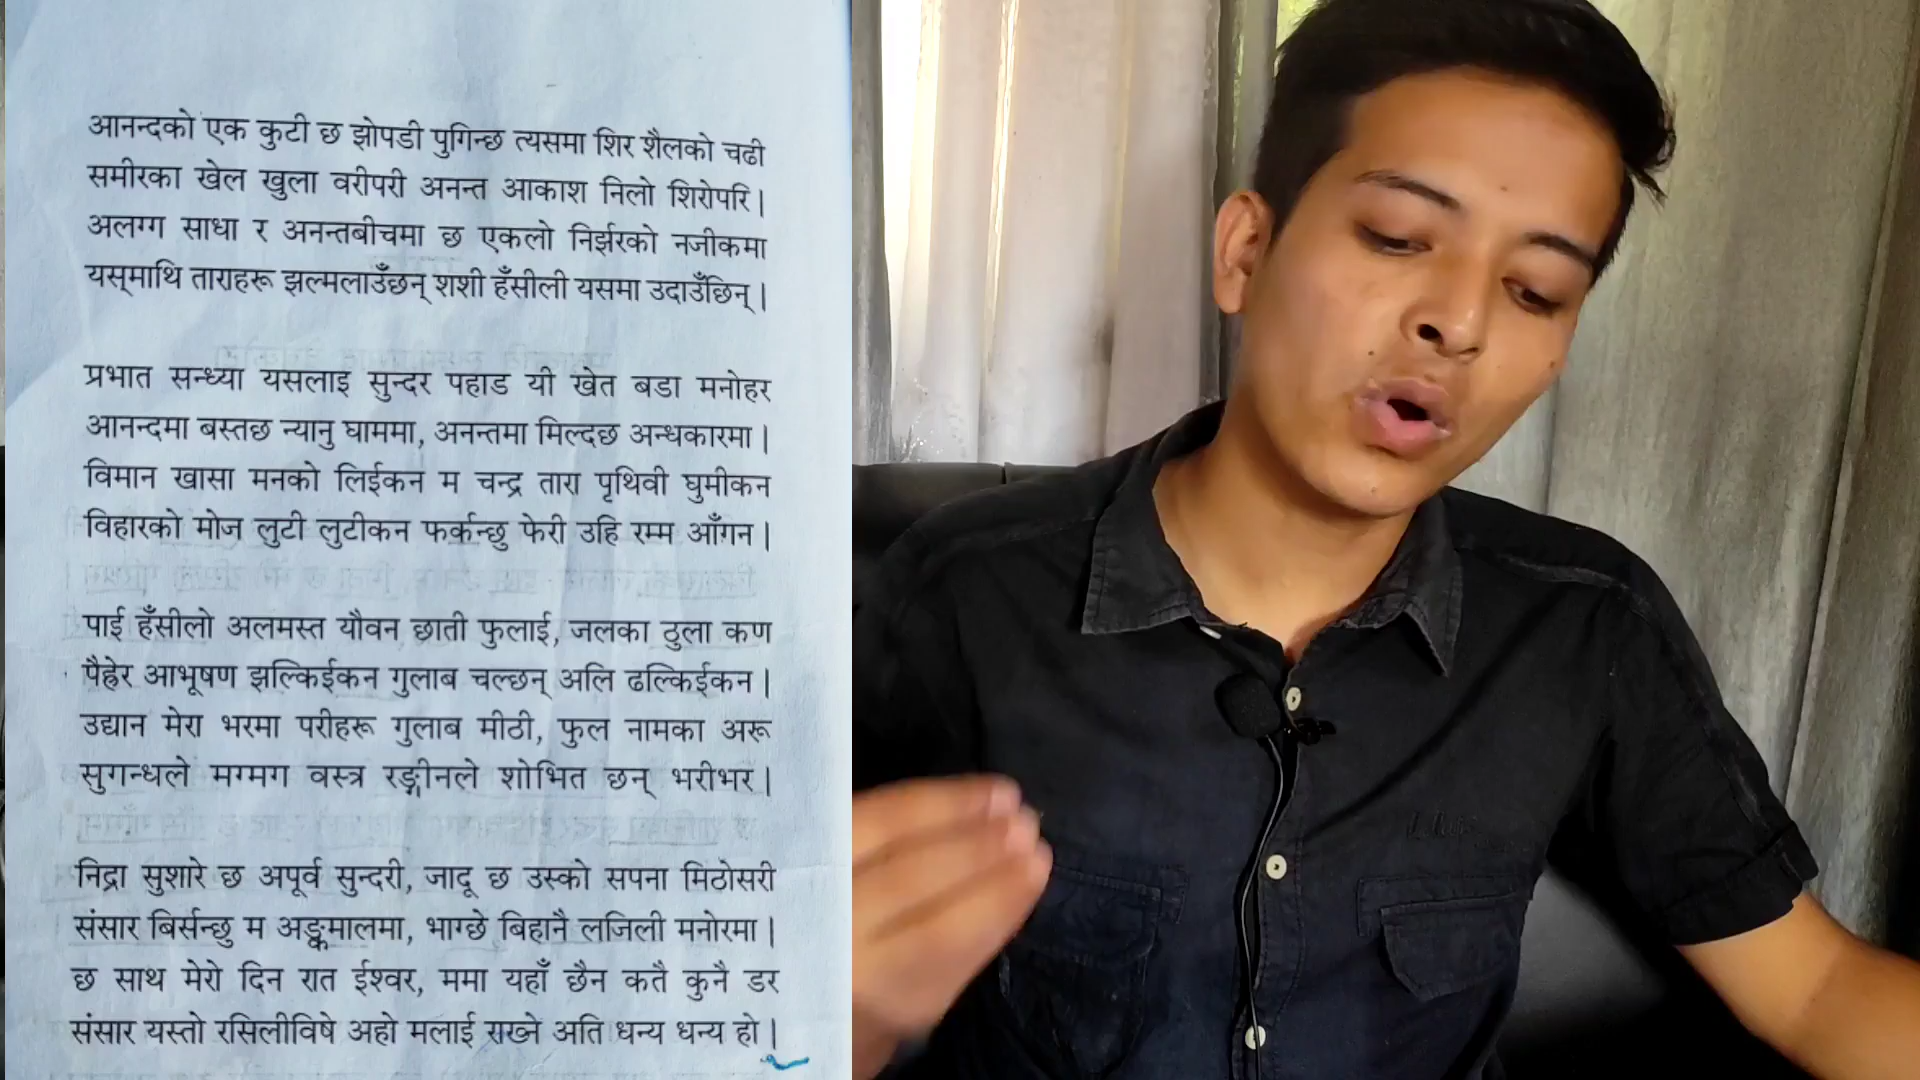 आनन्दको एक कुटी छ झोपडी पुगिन्छ त्यसमा शिर शैलको चढी
समीरका खेल खुला वरीपरी अनन्त आकाश निलो शिरोपरि।
अलग्ग साधा र अनन्तबीचमा छ एकलो निर्झरको नजीकमा
यस्‌माथि ताराहरू झल्मलाउँछन् शशी हँसीली यसमा उदाउँछिन्।
प्रभात सन्ध्या यसलाइ सुन्दर पहाड यी खेत बडा मनोहर
आनन्दमा बस्तछ न्यानु घाममा, अनन्तमा मिल्दछ अन्धकारमा।
विमान खासा मनको लिईकन म चन्द्र तारा पृथिवी घुमीकन
विहारको मोज लुटी लुटीकन फर्कन्छु फेरी उहि रम्म आँगन।
पाई हँसीलो अलमस्त यौवन छाती फुलाई, जलका ठुला कण
पैह्रेर आभूषण झल्किईकन गुलाब चल्छन् अलि ढल्किईकन।
उद्यान मेरा भरमा परीहरू गुलाब मीठी, फुल नामका अरू
सुगन्धले मग्मग वस्त्र रङ्गीनले शोभित छन् भरीभर।
निद्रा सुशारे छ अपूर्व सुन्दरी, जादू छ उस्को सपना मिठोसरी
संसार बिर्सन्छु म अङ्कमालमा, भाग्छे बिहानै लजिली मनोरमा।
छ साथ मेरो दिन रात ईश्वर, ममा यहाँ छैन कतै कुनै डर
संसार यस्तो रसिलीविषे अहो मलाई राख्ने अति धन्य धन्य हो।